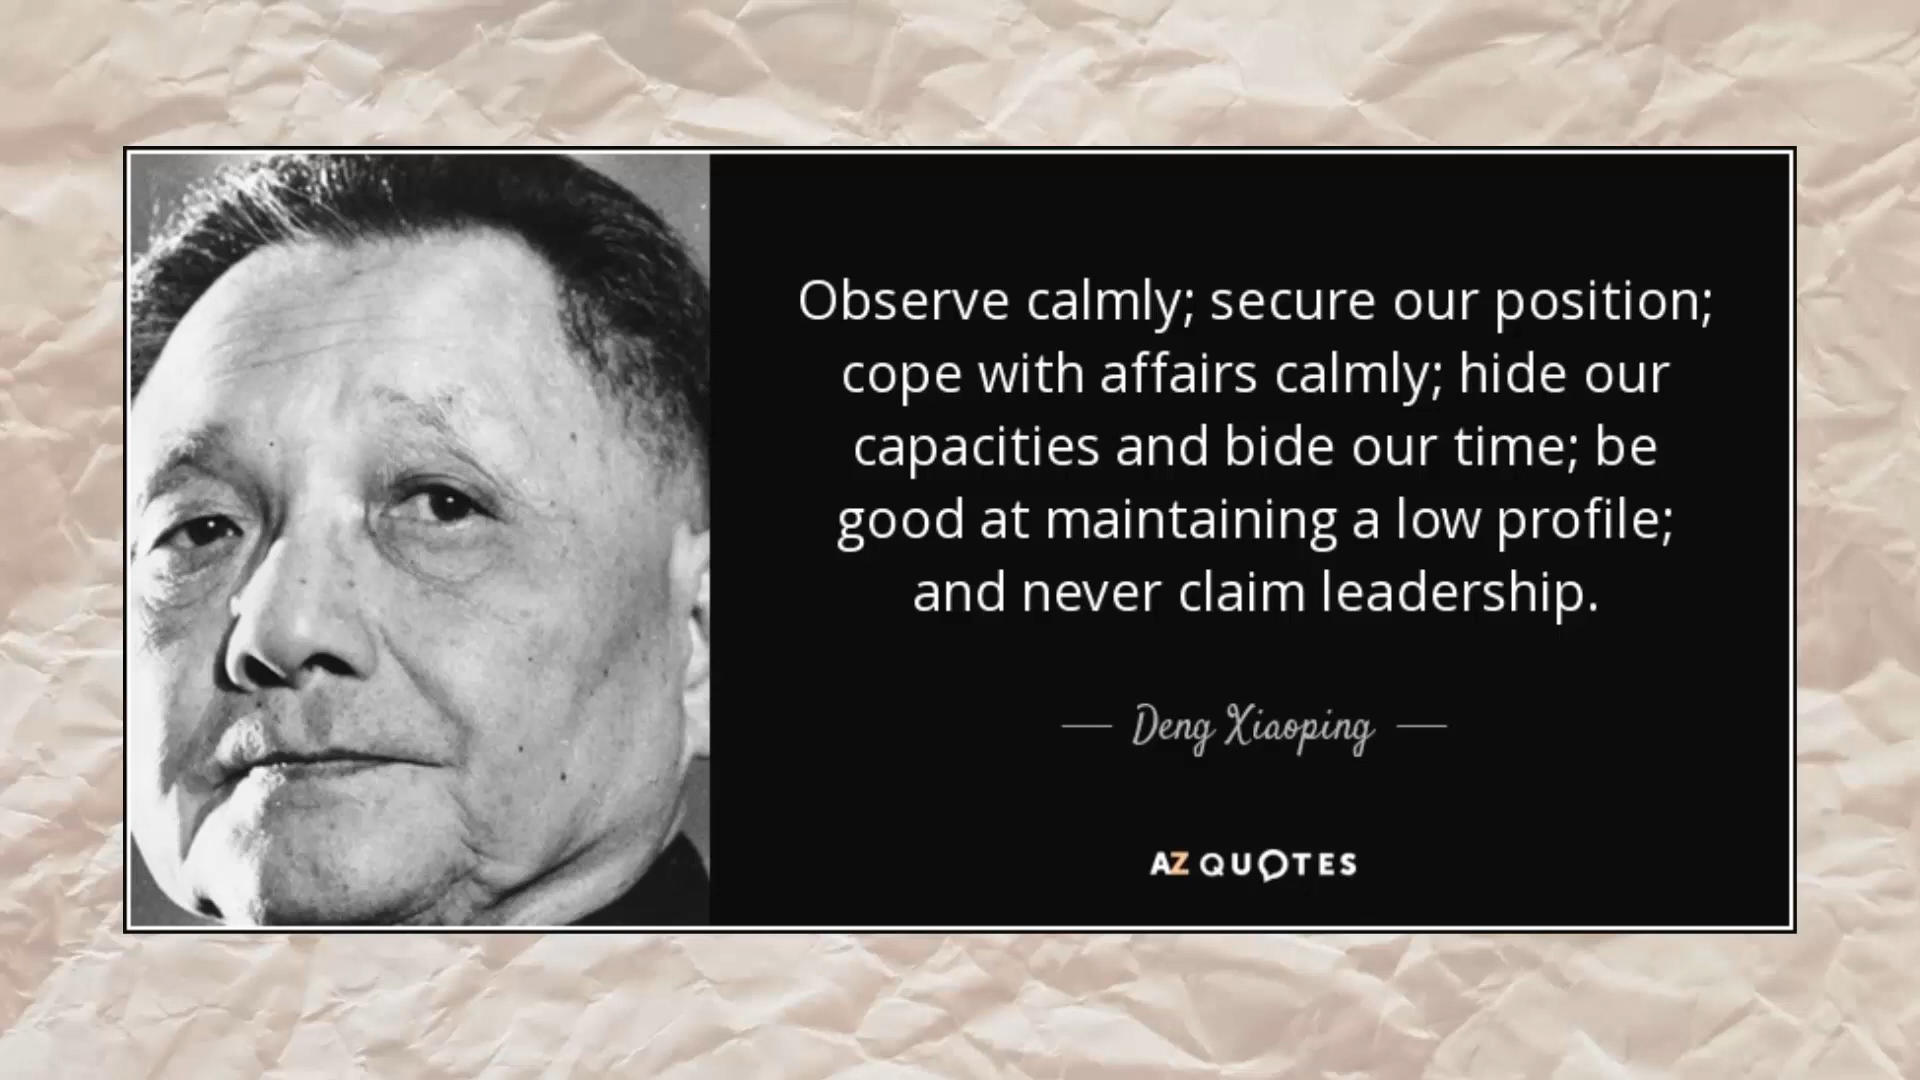 Observe calmly; secure our position;
cope with affairs calmly; hide our
capacities and bide our time; be
good at maintaining a low profile;
and never claim leadership.
Deng Xiaoping
AZ QUOTES